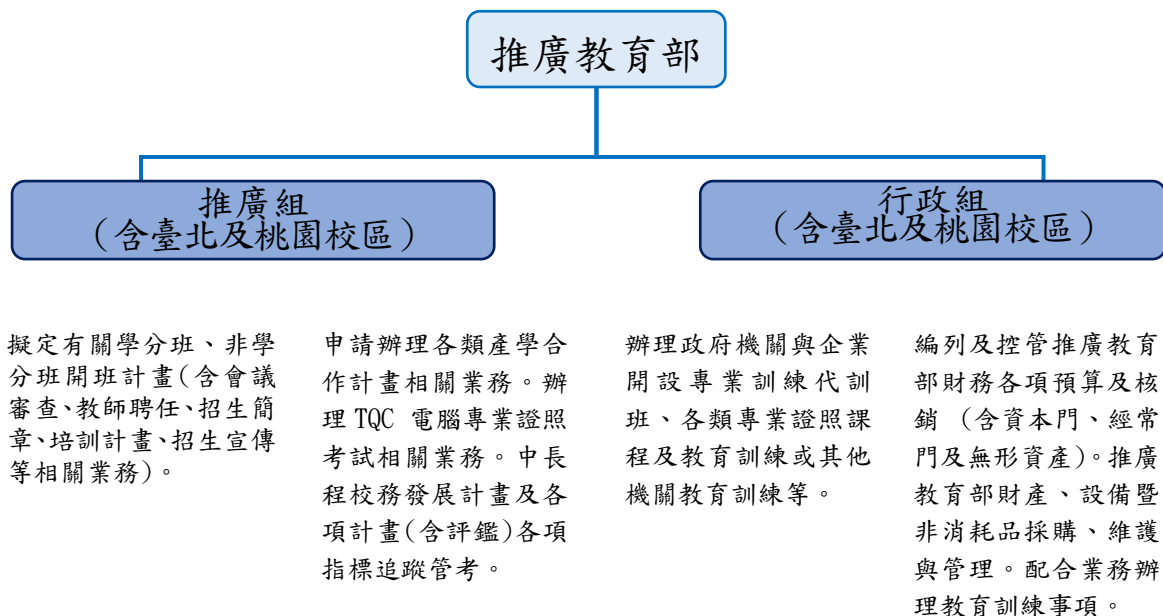 推廣教育部
推廣組
(含臺北及桃園校區)
行政組
(含臺北及桃園校區)
擬定有關學分班、非學
分班開班計畫(含會議
審查、教師聘任、招生簡
章、培訓計畫、招生宣傳
等相關業務)。
申請辦理各類產學合
作計畫相關業務。辦
理 TQC 電腦專業證照
考試相關業務。中長
程校務發展計畫及各
項計畫(含評鑑)各項
指標追蹤管考。
辦理政府機關與企業
開設專業訓練代訓
班、各類專業證照課
程及教育訓練或其他
機關教育訓練等。
編列及控管推廣教育
部財務各項預算及核
銷 (含資本門、經常
門及無形資產)。推廣
教育部財產、設備暨
非消耗品採購、維護
與管理。配合業務辦
理教育訓練事項。